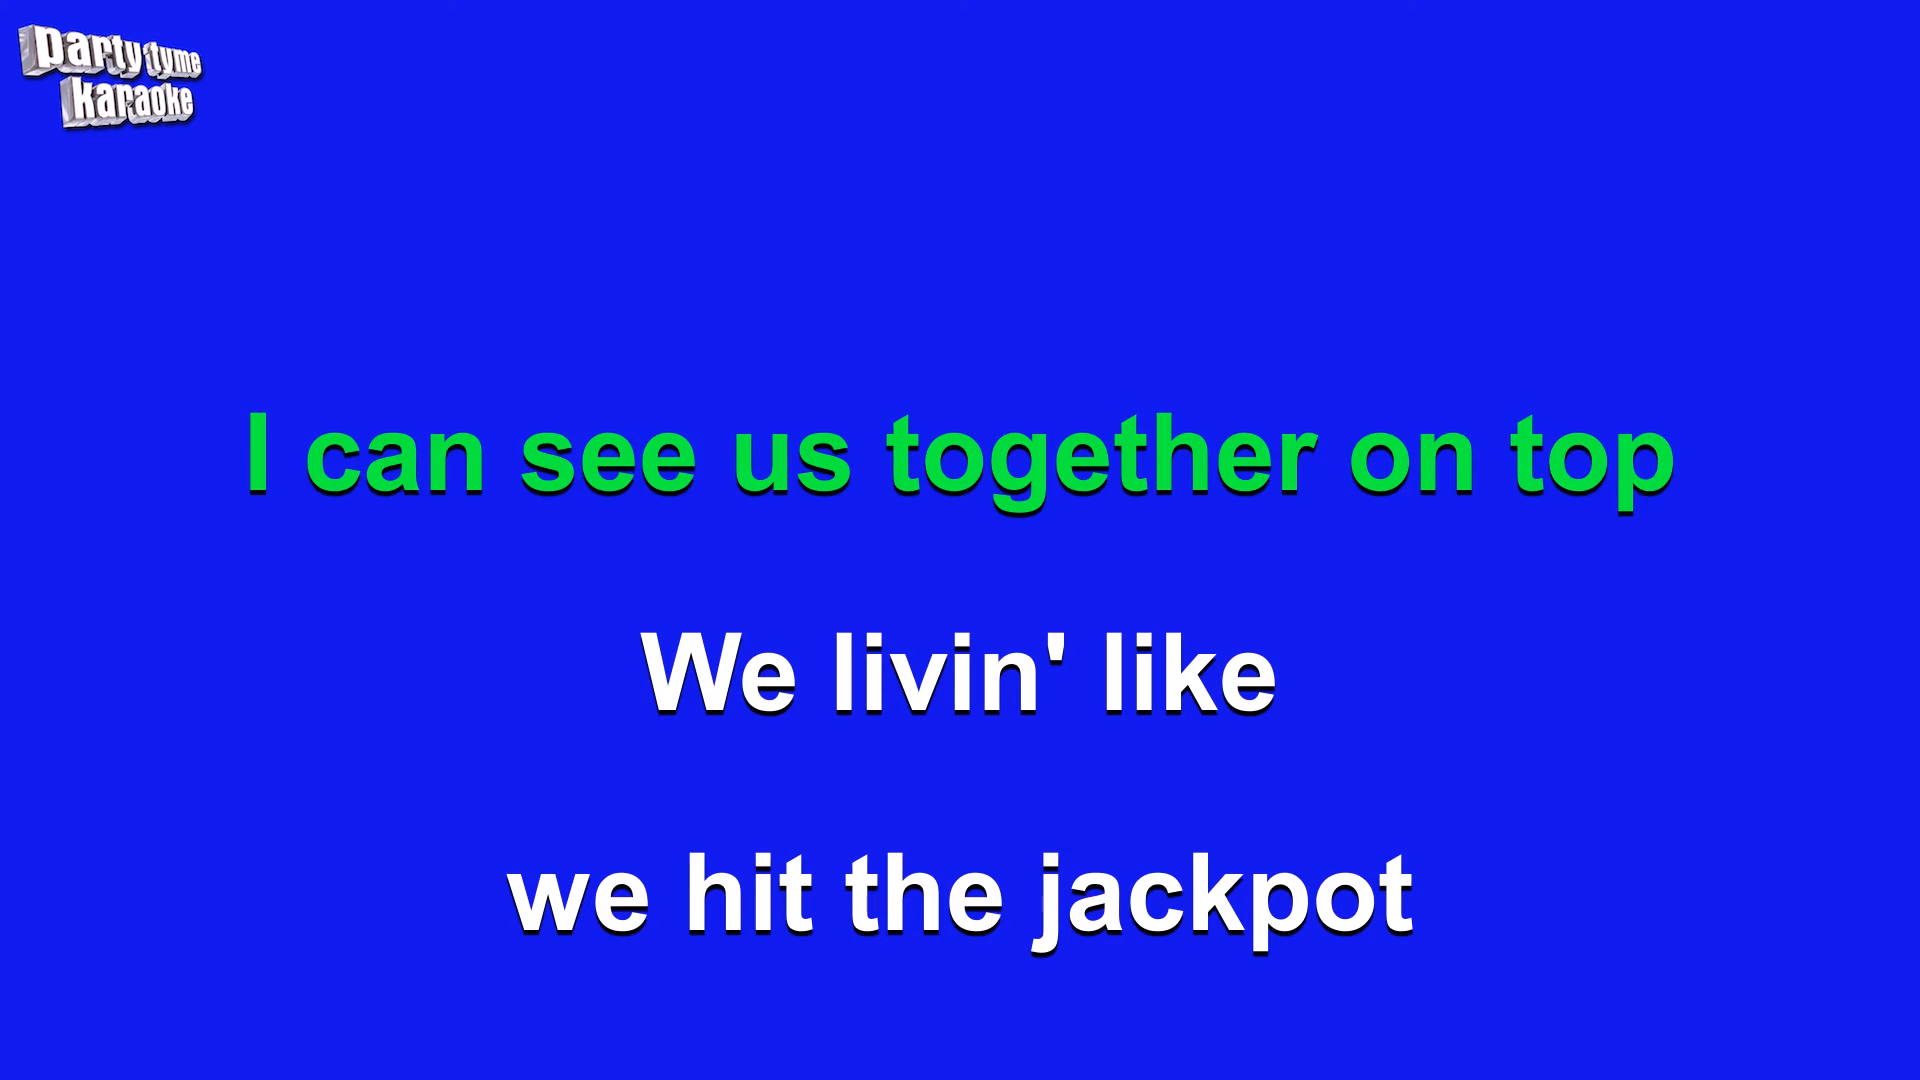 party tyme
karaoke
I can see us together on top
We livin' like
we hit the jackpot